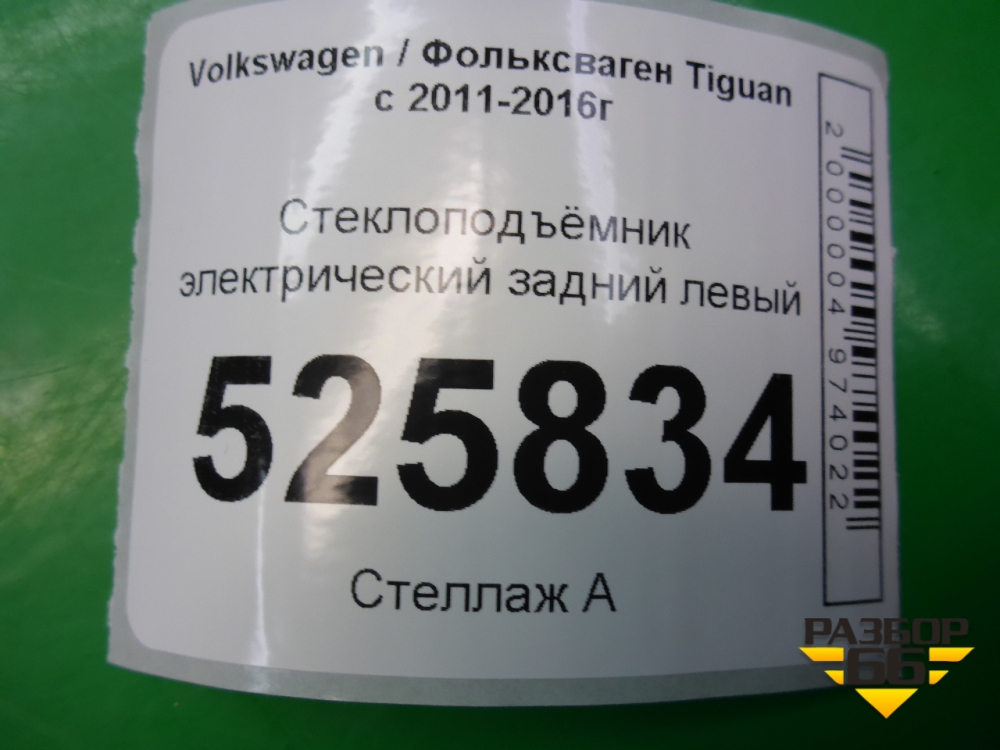 Volkswagen / Фольксваген Tiguan
с 2011-2016г
Стеклоподъёмник
электрический задний левый
525834
Стеллаж А
2000004974022
РАЗБОР
66